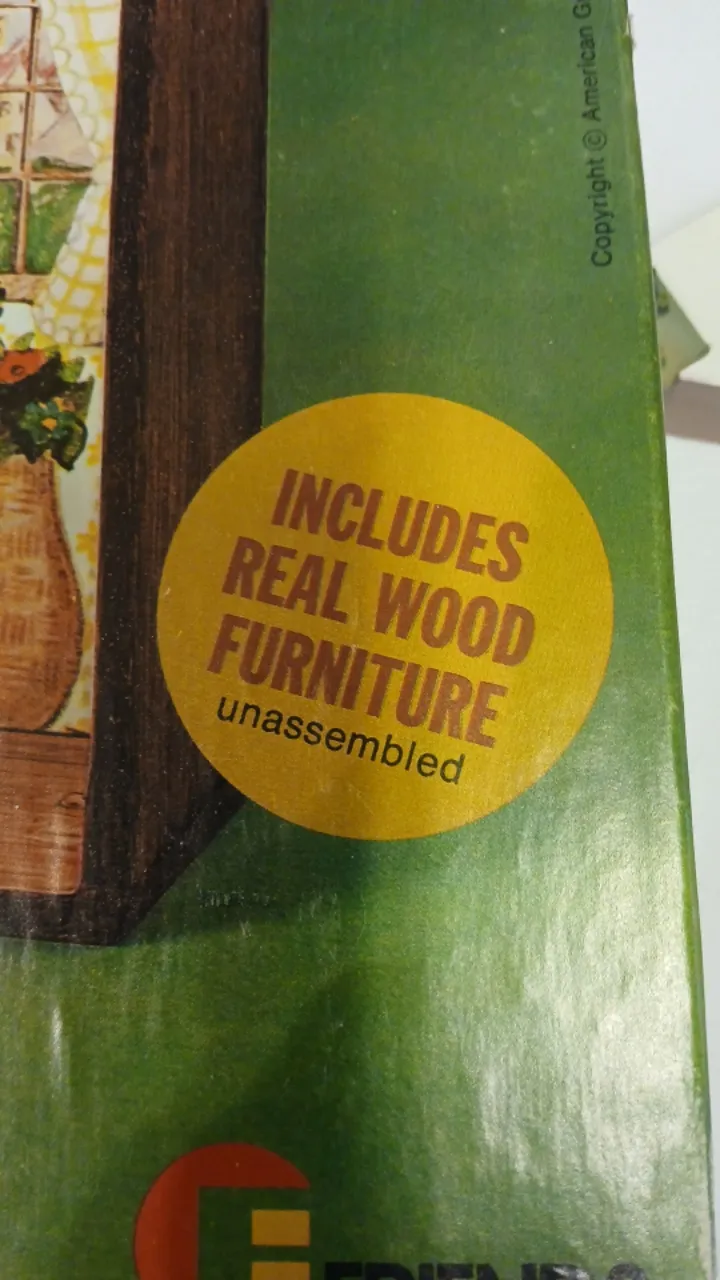 Copyright © American
INCLUDES
REAL WOOD
FURNITURE
unassembled